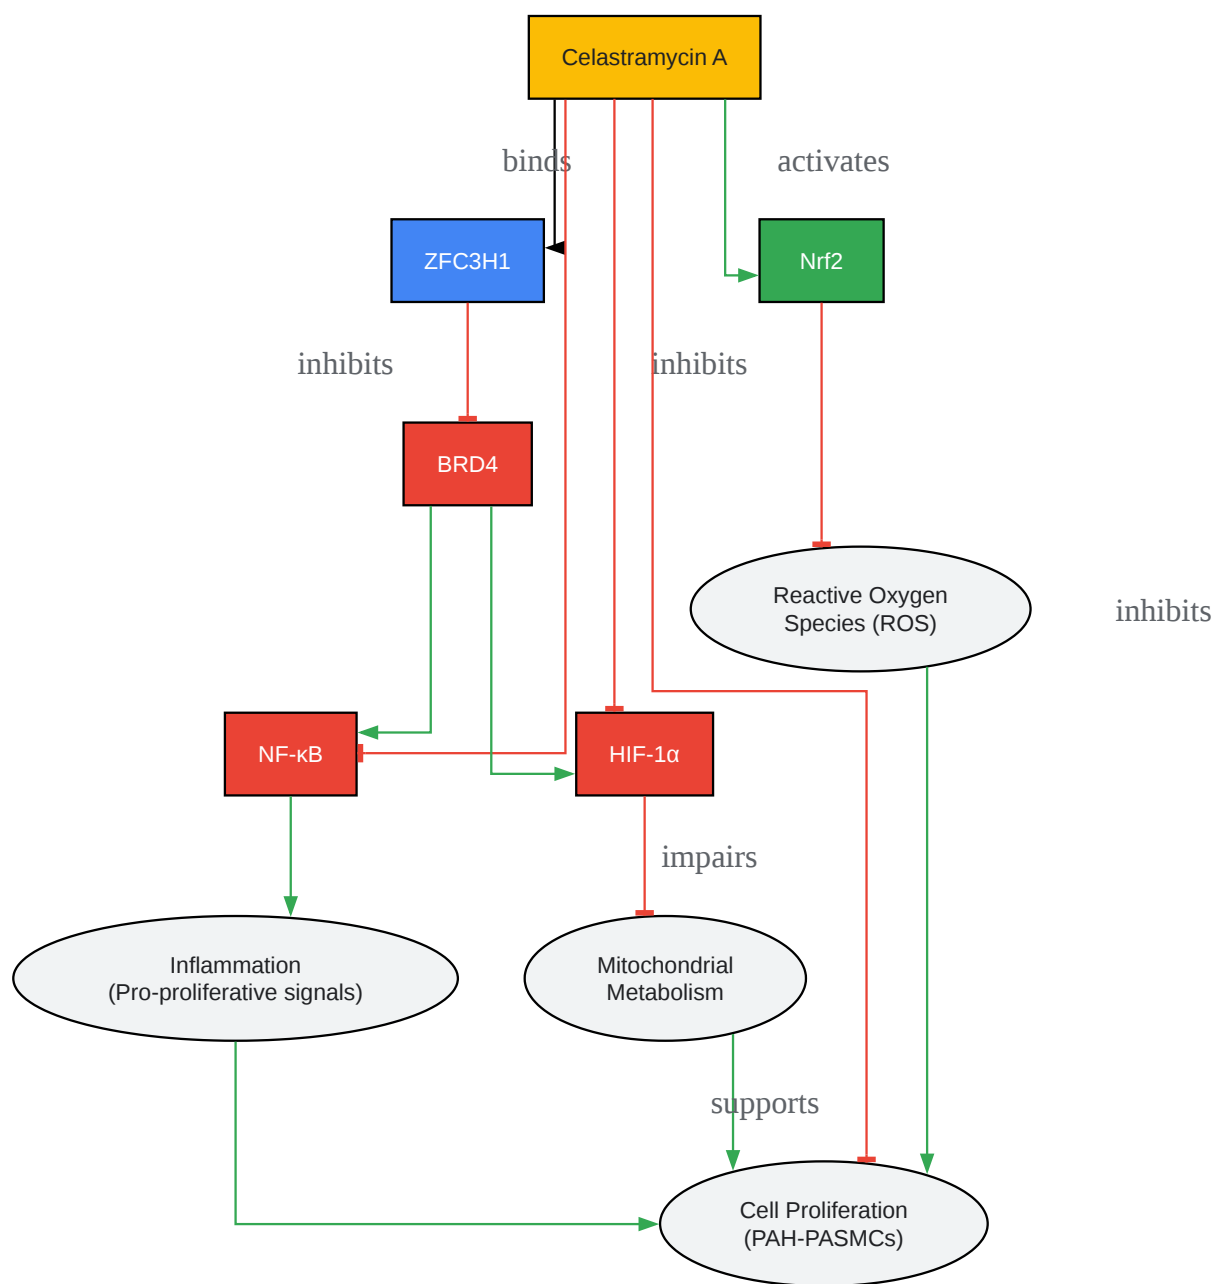 Celastramycin A
binds
activates
ZFC3H1
Nrf2
inhibits
inhibits
BRD4
Reactive Oxygen
Species (ROS)
inhibits
NF-κB
HIF-1α
impairs
Inflammation
(Pro-proliferative signals)
Mitochondrial
Metabolism
supports
Cell Proliferation
(PAH-PASMCs)